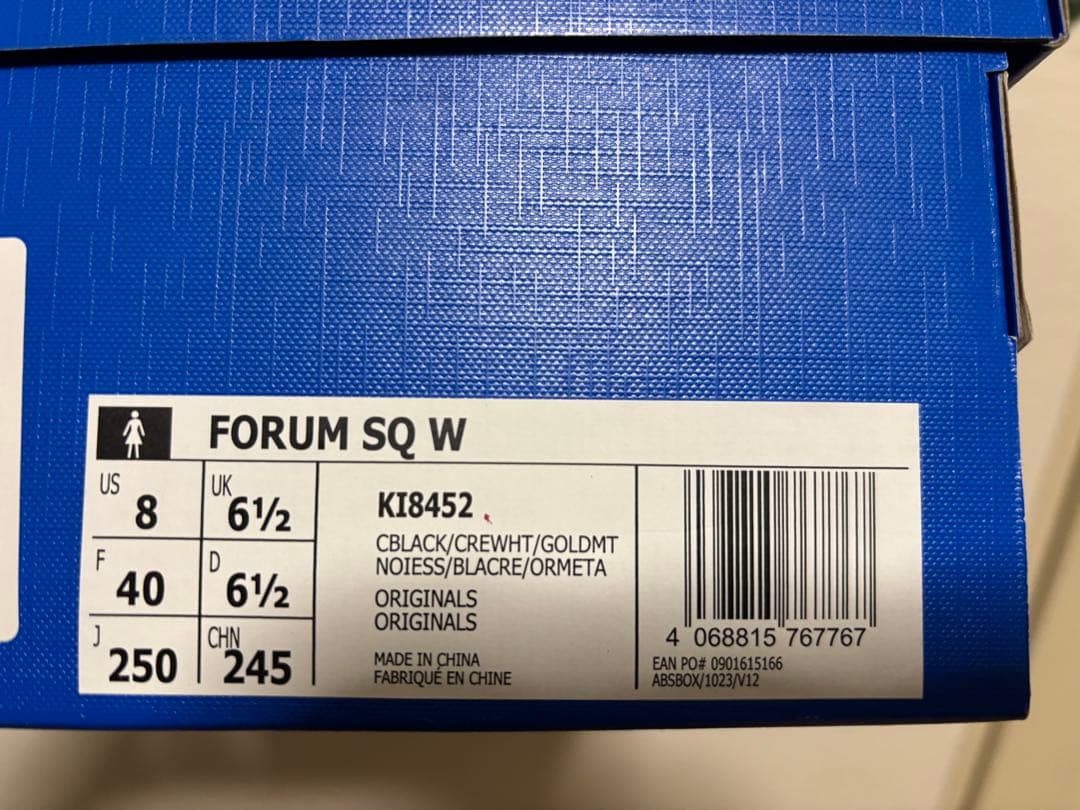 FORUM SQ W
US 8 UK 6½
F 40 D 6½
J 250 CHN 245
KI8452
CBLACK/CREWHT/GOLDMT
NOIESS/BLACRE/ORMETA
ORIGINALS
ORIGINALS
MADE IN CHINA
FABRIQUÉ EN CHINE
4 068815 767767
EAN PO# 0901615166
ABSBOX/1023/V12